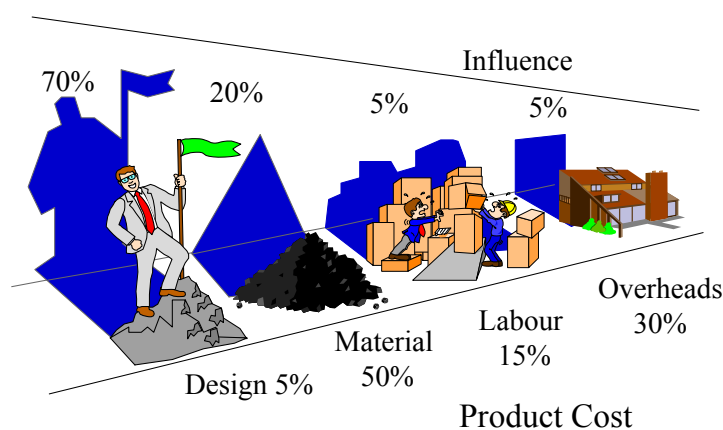 Influence
70%
20%
5%
5%
Design 5%
Material
50%
Labour
15%
Overheads
30%
Product Cost